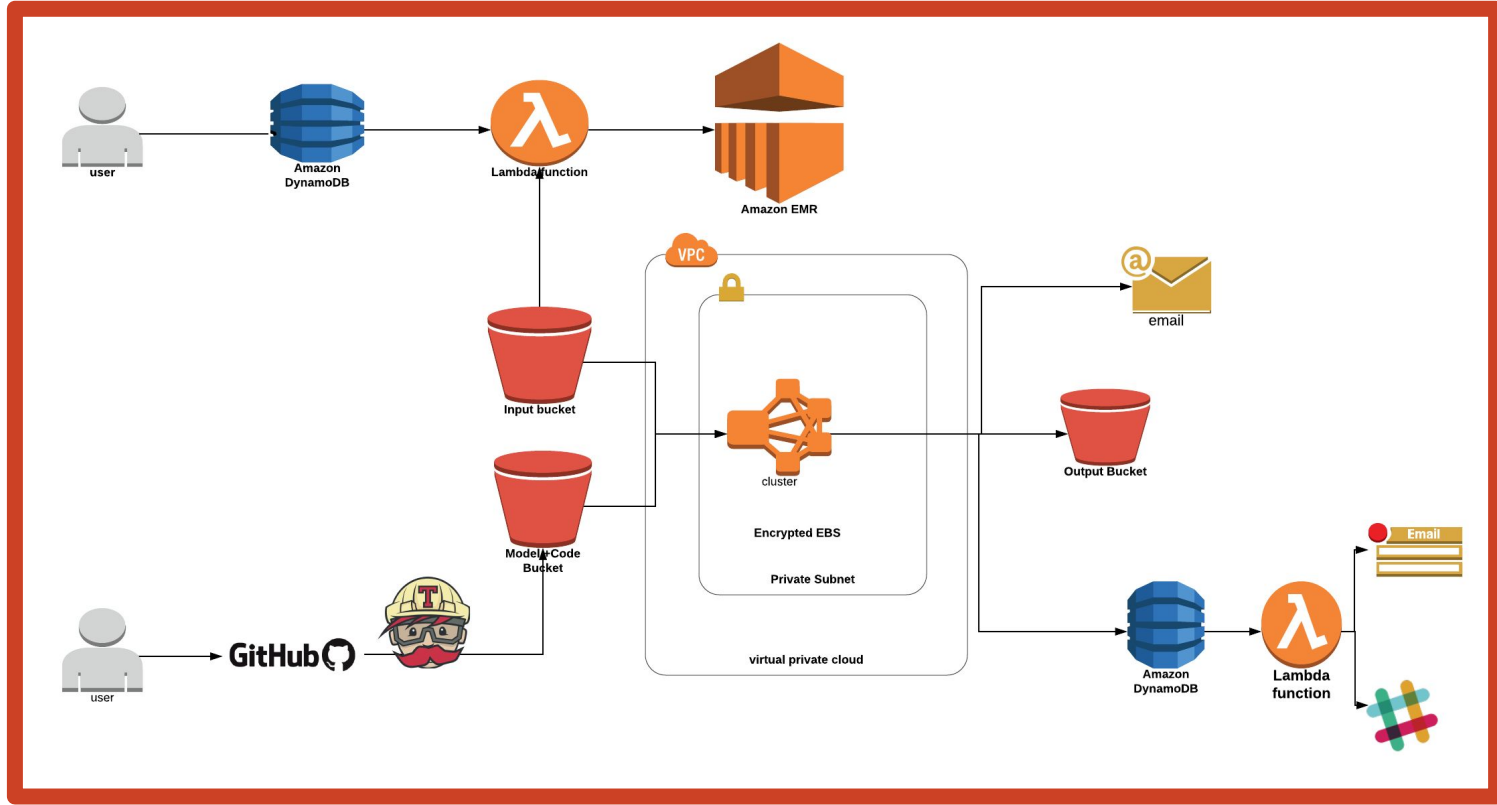 user
Amazon
DynamoDB
Lambda function
Amazon EMR
VPC
@
email
Input bucket
cluster
Output Bucket
Encrypted EBS
Model+Code
Bucket
Private Subnet
Email
T
GitHub
user
virtual private cloud
Amazon
DynamoDB
Lambda
function